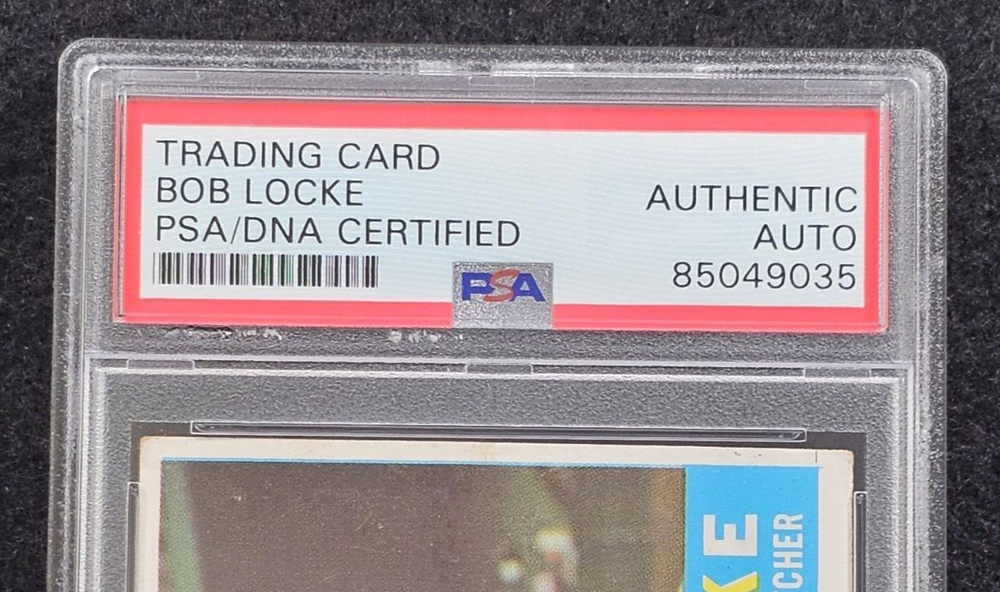 TRADING CARD
BOB LOCKE
PSA/DNA CERTIFIED
AUTHENTIC
AUTO
85049035
PSA
KE
CHER